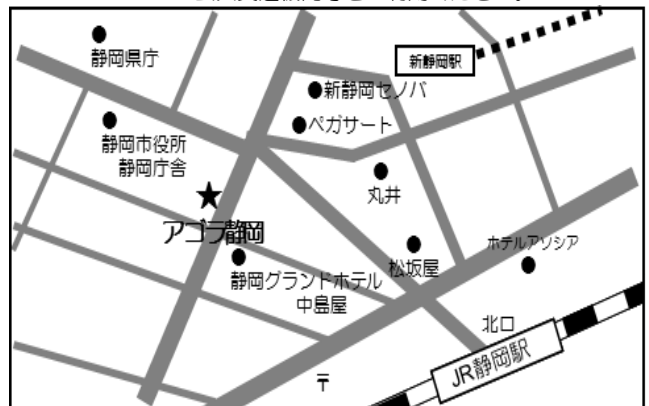 静岡県庁
新静岡駅
新静岡セノバ
ペガサート
静岡市役所
静岡庁舎
丸井
アゴラ静岡
静岡グランドホテル
中島屋
松坂屋
ホテルアソシア
北口
JR静岡駅
〒